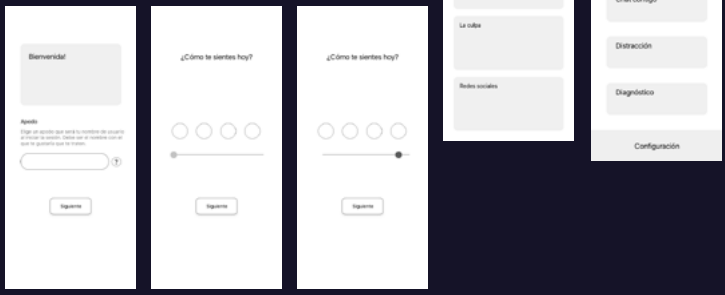 Bienvenida!
Apodo
Elige un apodo que será tu nombre de usuario
al iniciar la sesión. Debe ser el nombre con el
que te gustaría que te traten.
?
Siguiente
¿Cómo te sientes hoy?
Siguiente
¿Cómo te sientes hoy?
Siguiente
La culpa
Redes sociales
Distracción
Diagnóstico
Configuración